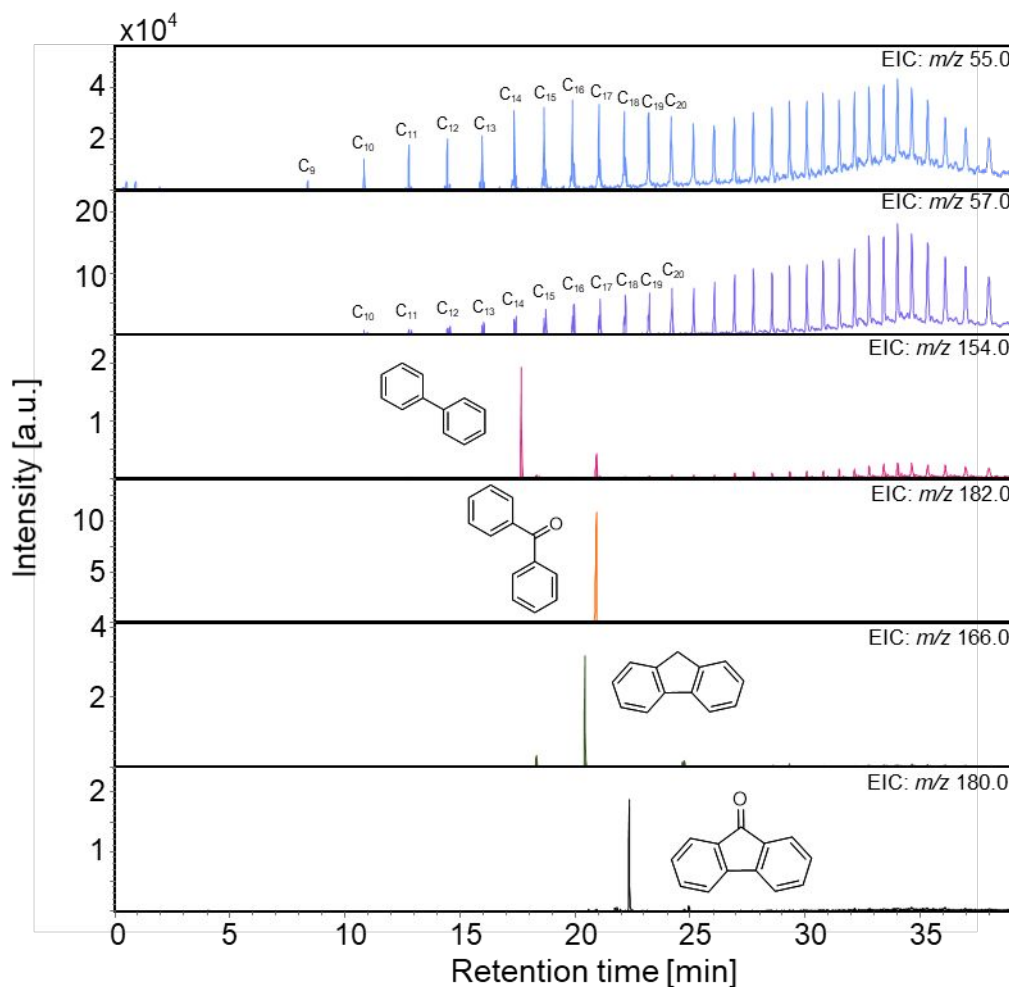 x10⁴
EIC: m/z 55.0
4
2
C₉
C₁₀
C₁₁
C₁₂
C₁₃
C₁₄
C₁₅
C₁₆
C₁₇
C₁₈
C₁₉
C₂₀
EIC: m/z 57.0
20
10
C₁₀
C₁₁
C₁₂
C₁₃
C₁₄
C₁₅
C₁₆
C₁₇
C₁₈
C₁₉
C₂₀
EIC: m/z 154.0
2
1
EIC: m/z 182.0
10
5
O
EIC: m/z 166.0
4
2
EIC: m/z 180.0
2
1
O
Intensity [a.u.]
0 5 10 15 20 25 30 35
Retention time [min]